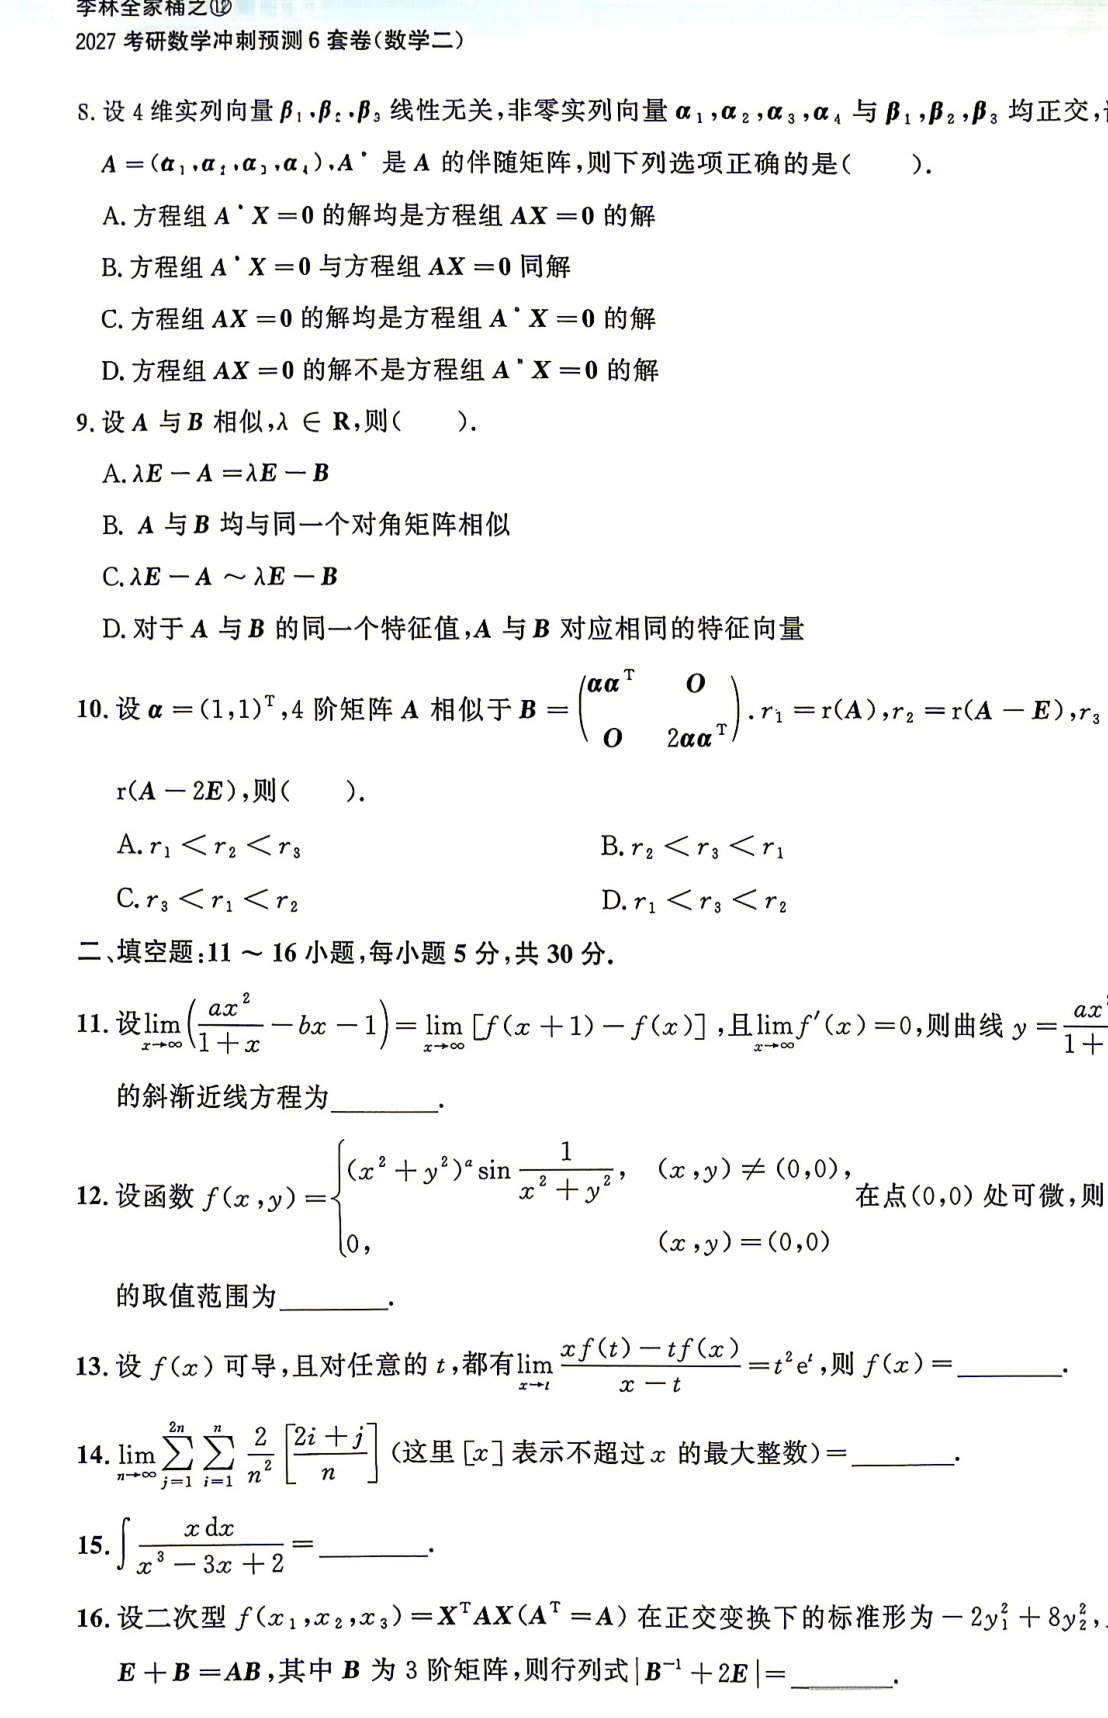 李林全家桶之⑫
2027考研数学冲刺预测6套卷(数学二)
8. 设4维实列向量β₁,β₂,β₃线性无关,非零实列向量α₁,α₂,α₃,α₄与β₁,β₂,β₃均正交,
A=(α₁,α₂,α₃,α₄),A*是A的伴随矩阵,则下列选项正确的是( ).
A. 方程组A*X=0的解均是方程组AX=0的解
B. 方程组A*X=0与方程组AX=0同解
C. 方程组AX=0的解均是方程组A*X=0的解
D. 方程组AX=0的解不是方程组A*X=0的解
9. 设A与B相似,λ∈R,则( ).
A. λE-A=λE-B
B. A与B均与同一个对角矩阵相似
C. λE-A~λE-B
D. 对于A与B的同一个特征值,A与B对应相同的特征向量
10. 设α=(1,1)ᵀ,4阶矩阵A相似于B=(ααᵀ O; O 2ααᵀ). r₁=r(A),r₂=r(A-E),r₃
r(A-2E),则( ).
A. r₁<r₂<r₃ B. r₂<r₃<r₁
C. r₃<r₁<r₂ D. r₁<r₃<r₂
二、填空题:11~16小题,每小题5分,共30分.
11. 设lim_{x→∞}(ax²/(1+x)-bx-1)=lim_{x→∞}[f(x+1)-f(x)],且lim_{x→∞}f′(x)=0,则曲线y=ax²/(1+
的斜渐近线方程为____.
12. 设函数f(x,y)={(x²+y²)ᵅ sin 1/(x²+y²), (x,y)≠(0,0), 0, (x,y)=(0,0) 在点(0,0)处可微,则
的取值范围为____.
13. 设f(x)可导,且对任意的t,都有lim_{x→t} (xf(t)-tf(x))/(x-t)=t²eᵗ,则f(x)=____.
14. lim_{n→∞} ∑_{j=1}^{2n} ∑_{i=1}^{n} 2/n² [(2i+j)/n] (这里[x]表示不超过x的最大整数)=____.
15. ∫ xdx/(x³-3x+2)=____.
16. 设二次型f(x₁,x₂,x₃)=XᵀAX(Aᵀ=A)在正交变换下的标准形为-2y₁²+8y₂²,
E+B=AB,其中B为3阶矩阵,则行列式|B⁻¹+2E|=____.